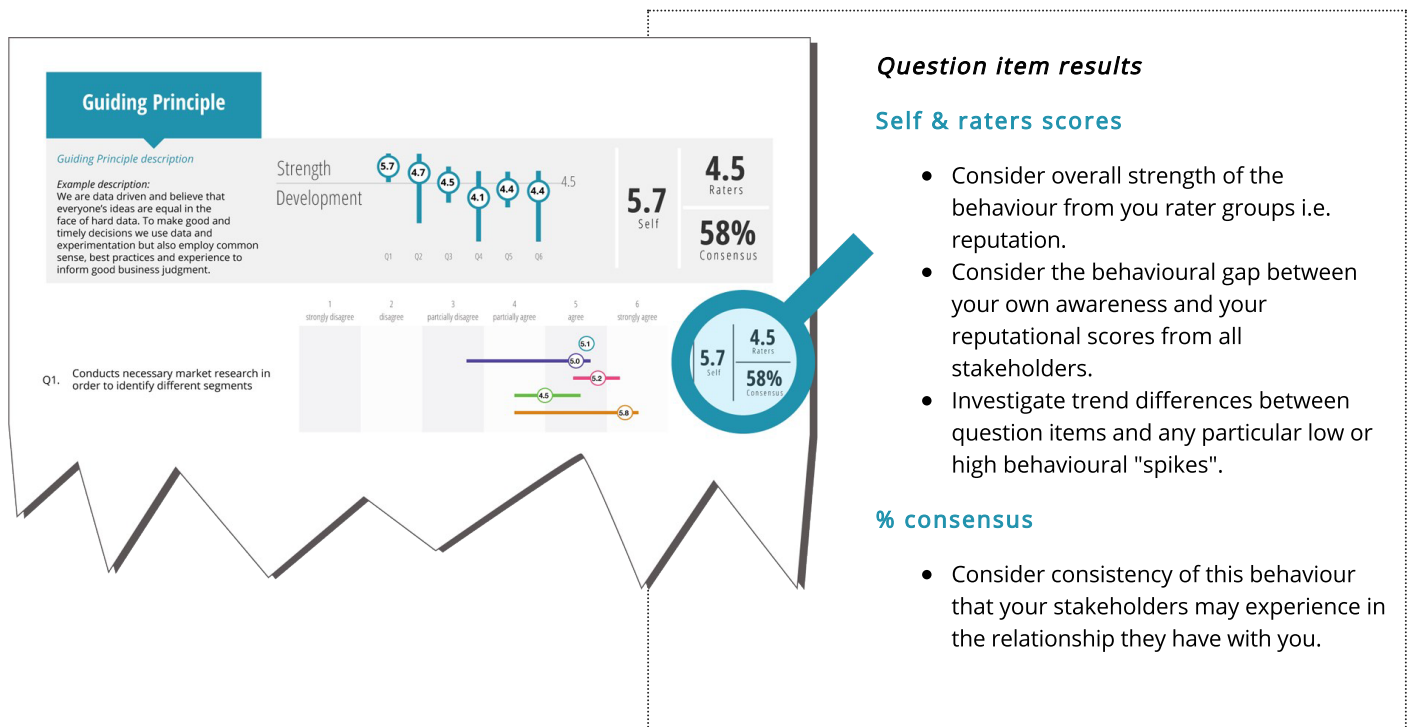 Guiding Principle
Guiding Principle description
Example description:
We are data driven and believe that
everyone's ideas are equal in the
face of hard data. To make good and
timely decisions we use data and
experimentation but also employ common
sense, best practices and experience to
inform good business judgment.
Strength
Development
5.7 4.7 4.5 4.1 4.4 4.4
4.5
Q1 Q2 Q3 Q4 Q5 Q6
5.7
Self
4.5
Raters
58%
Consensus
1 2 3 4 5 6
strongly disagree disagree partcially disagree partcially agree agree strongly agree
Q1. Conducts necessary market research in
order to identify different segments
5.1
5.0
5.2
4.5
5.8
5.7
Self
4.5
Raters
58%
Consensus
Question item results
Self & raters scores
• Consider overall strength of the
behaviour from you rater groups i.e.
reputation.
• Consider the behavioural gap between
your own awareness and your
reputational scores from all
stakeholders.
• Investigate trend differences between
question items and any particular low or
high behavioural "spikes".
% consensus
• Consider consistency of this behaviour
that your stakeholders may experience in
the relationship they have with you.